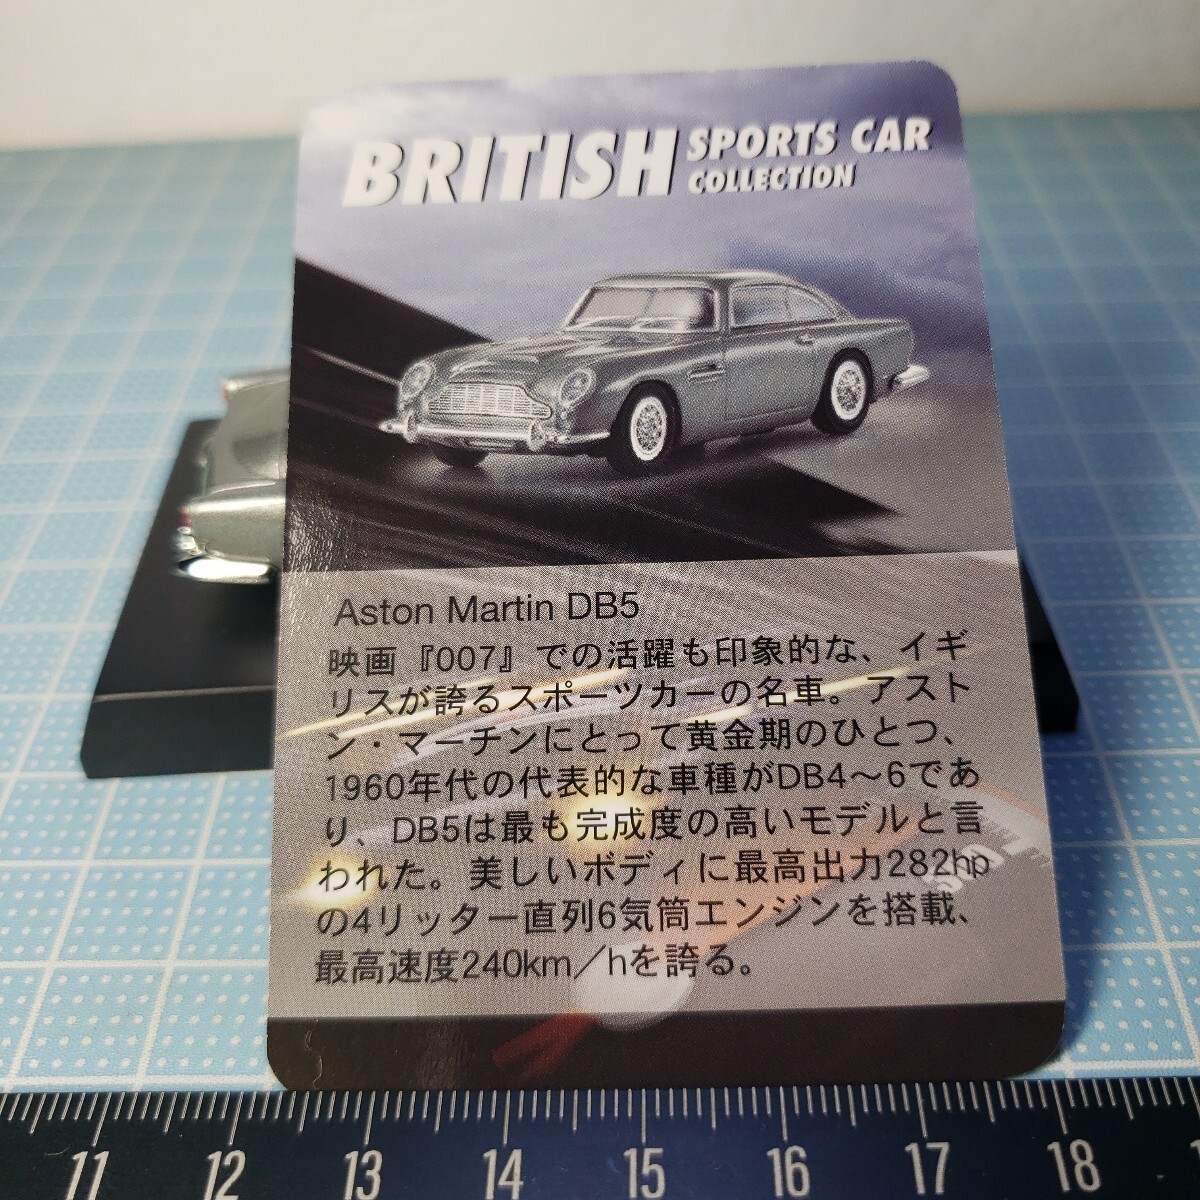 BRITISH SPORTS CAR
COLLECTION
Aston Martin DB5
映画『007』での活躍も印象的な、イギ
リスが誇るスポーツカーの名車。アスト
ン・マーチンにとって黄金期のひとつ、
1960年代の代表的な車種がDB4〜6であ
り、DB5は最も完成度の高いモデルと言
われた。美しいボディに最高出力282hp
の4リッター直列6気筒エンジンを搭載、
最高速度240km/hを誇る。
11 12 13 14 15 16 17 18